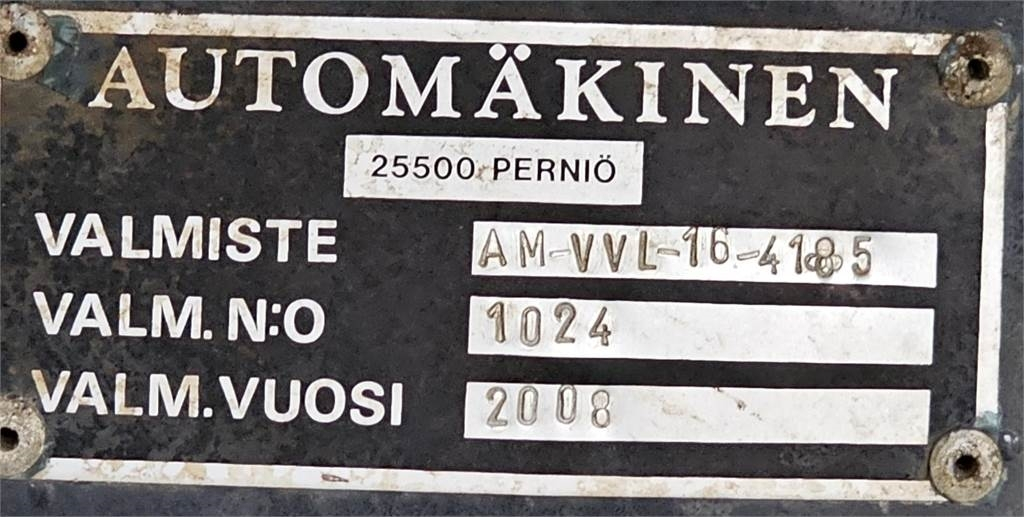 AUTOMÄKINEN
25500 PERNIÖ
VALMISTE AM-VVL-16-4185
VALM. N:O 1024
VALM. VUOSI 2008